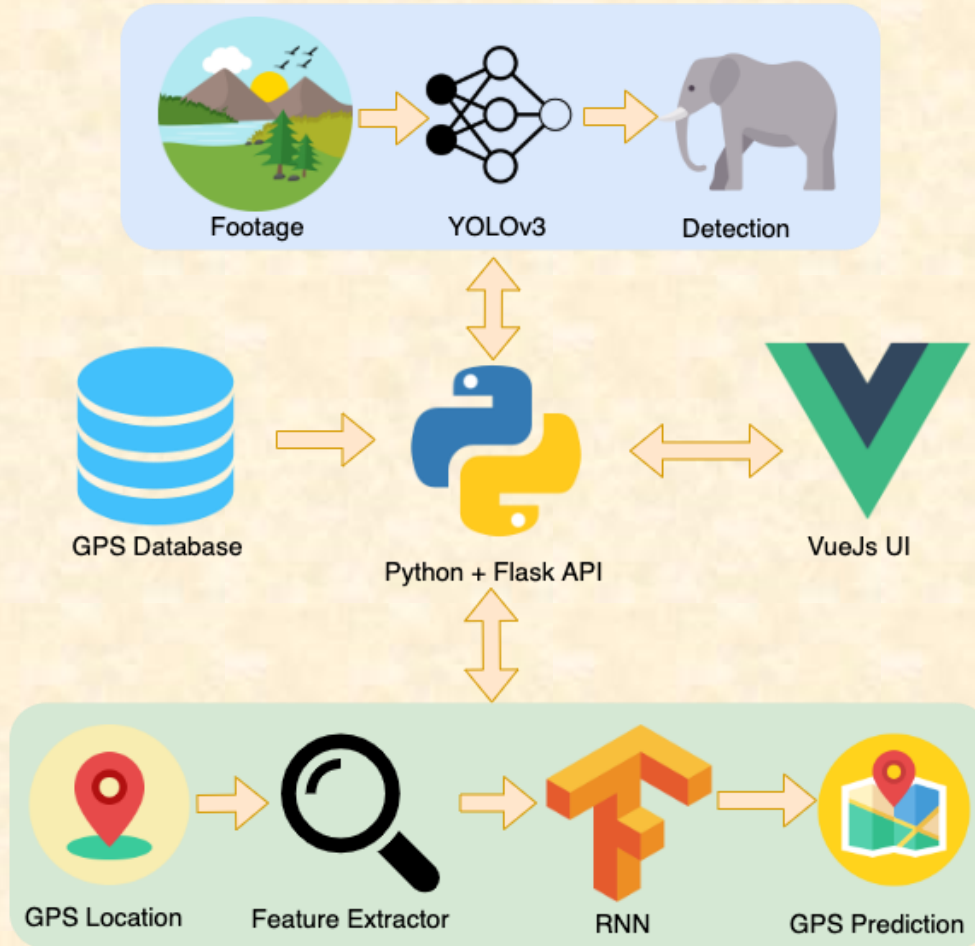 Footage
YOLOv3
Detection
GPS Database
Python + Flask API
VueJs UI
GPS Location
Feature Extractor
RNN
GPS Prediction